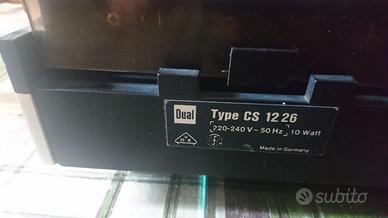 Dual
Type CS 1226
220-240 V ~ 50 Hz 10 Watt
Made in Germany
subito